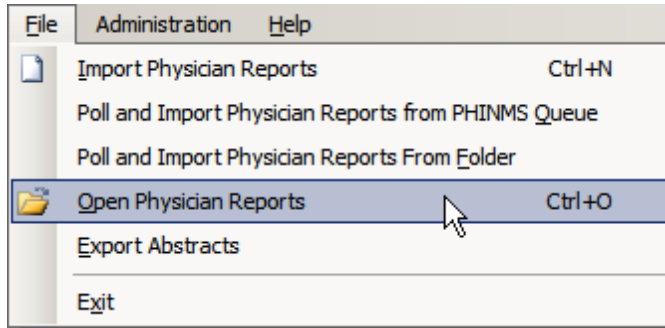 File Administration Help
Import Physician Reports Ctrl+N
Poll and Import Physician Reports from PHINMS Queue
Poll and Import Physician Reports From Folder
Open Physician Reports Ctrl+O
Export Abstracts
Exit